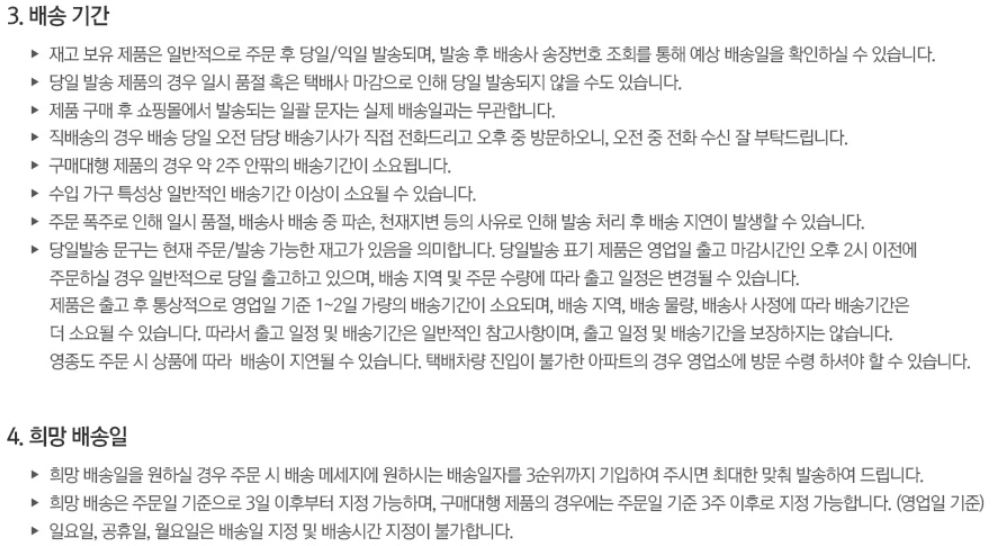 3. 배송 기간
▶ 재고 보유 제품은 일반적으로 주문 후 당일/익일 발송되며, 발송 후 배송사 송장번호 조회를 통해 예상 배송일을 확인하실 수 있습니다.
▶ 당일 발송 제품의 경우 일시 품절 혹은 택배사 마감으로 인해 당일 발송되지 않을 수도 있습니다.
▶ 제품 구매 후 쇼핑몰에서 발송되는 일괄 문자는 실제 배송일과는 무관합니다.
▶ 직배송의 경우 배송 당일 오전 담당 배송기사가 직접 전화드리고 오후 중 방문하오니, 오전 중 전화 수신 잘 부탁드립니다.
▶ 구매대행 제품의 경우 약 2주 안팎의 배송기간이 소요됩니다.
▶ 수입 가구 특성상 일반적인 배송기간 이상이 소요될 수 있습니다.
▶ 주문 폭주로 인해 일시 품절, 배송사 배송 중 파손, 천재지변 등의 사유로 인해 발송 처리 후 배송 지연이 발생할 수 있습니다.
▶ 당일발송 문구는 현재 주문/발송 가능한 재고가 있음을 의미합니다. 당일발송 표기 제품은 영업일 출고 마감시간인 오후 2시 이전에
주문하실 경우 일반적으로 당일 출고하고 있으며, 배송 지역 및 주문 수량에 따라 출고 일정은 변경될 수 있습니다.
제품은 출고 후 통상적으로 영업일 기준 1~2일 가량의 배송기간이 소요되며, 배송 지역, 배송 물량, 배송사 사정에 따라 배송기간은
더 소요될 수 있습니다. 따라서 출고 일정 및 배송기간은 일반적인 참고사항이며, 출고 일정 및 배송기간을 보장하지는 않습니다.
영종도 주문 시 상품에 따라 배송이 지연될 수 있습니다. 택배차량 진입이 불가한 아파트의 경우 영업소에 방문 수령 하셔야 할 수 있습니다.
4. 희망 배송일
▶ 희망 배송일을 원하실 경우 주문 시 배송 메세지에 원하시는 배송일자를 3순위까지 기입하여 주시면 최대한 맞춰 발송하여 드립니다.
▶ 희망 배송은 주문일 기준으로 3일 이후부터 지정 가능하며, 구매대행 제품의 경우에는 주문일 기준 3주 이후로 지정 가능합니다. (영업일 기준)
▶ 일요일, 공휴일, 월요일은 배송일 지정 및 배송시간 지정이 불가합니다.